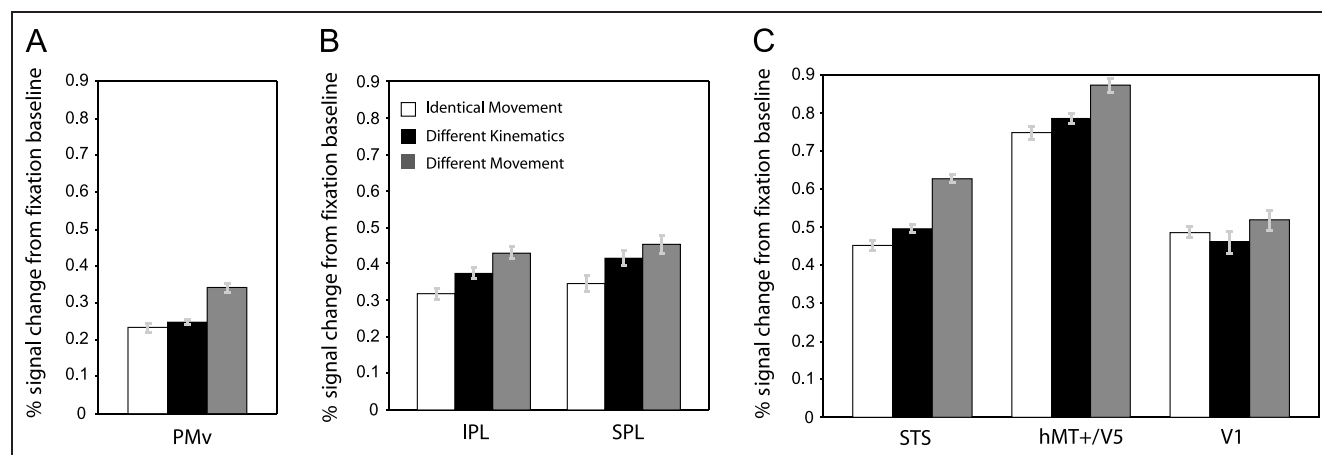 A
% signal change from fixation baseline
0.9
0.8
0.7
0.6
0.5
0.4
0.3
0.2
0.1
0
PMv
B
% signal change from fixation baseline
0.9
0.8
0.7
0.6
0.5
0.4
0.3
0.2
0.1
0
Identical Movement
Different Kinematics
Different Movement
IPL SPL
C
% signal change from fixation baseline
0.9
0.8
0.7
0.6
0.5
0.4
0.3
0.2
0.1
0
STS hMT+/V5 V1